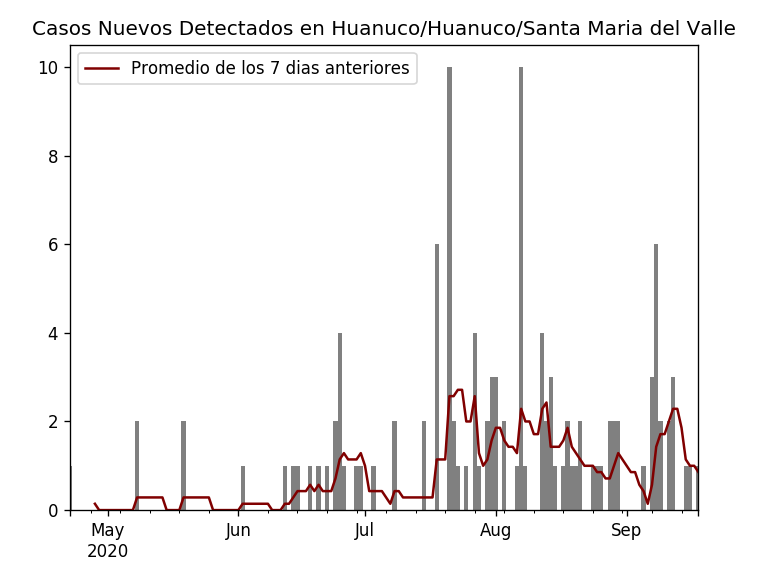 Casos Nuevos Detectados en Huanuco/Huanuco/Santa Maria del Valle
Promedio de los 7 dias anteriores
10
8
6
4
2
0
May Jun Jul Aug Sep
2020